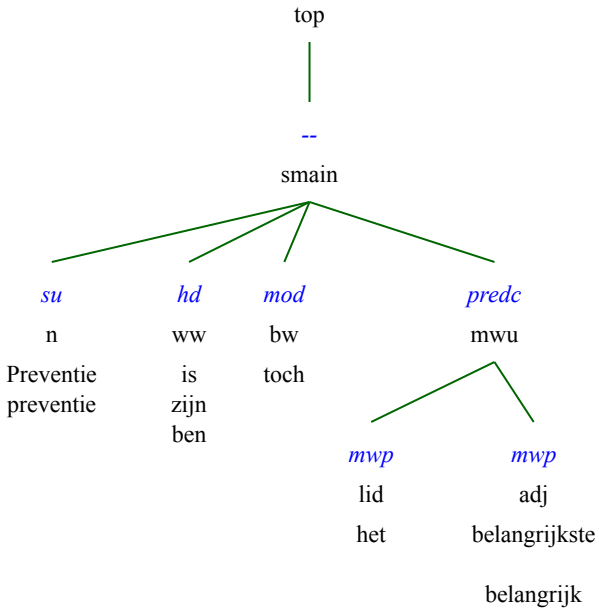 top
--
smain
su hd mod predc
n ww bw mwu
Preventie is toch
preventie zijn
ben
mwp mwp
lid adj
het belangrijkste
belangrijk